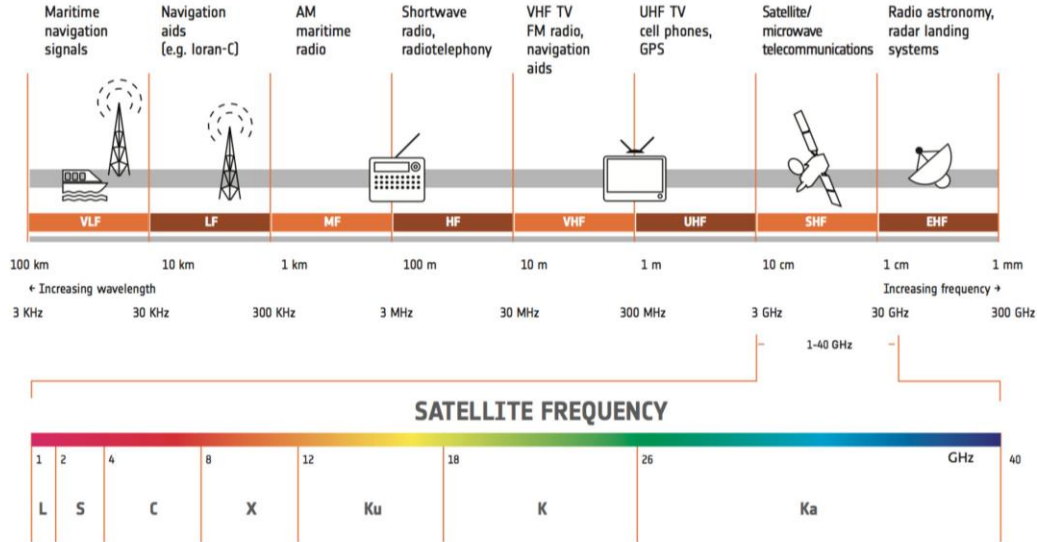 Maritime
navigation
signals
Navigation
aids
(e.g. loran-C)
AM
maritime
radio
Shortwave
radio,
radiotelephony
VHF TV
FM radio,
navigation
aids
UHF TV
cell phones,
GPS
Satellite/
microwave
telecommunications
Radio astronomy,
radar landing
systems
VLF LF MF HF VHF UHF SHF EHF
100 km 10 km 1 km 100 m 10 m 1 m 10 cm 1 cm 1 mm
← Increasing wavelength Increasing frequency →
3 KHz 30 KHz 300 KHz 3 MHz 30 MHz 300 MHz 3 GHz 30 GHz 300 GHz
1-40 GHz
SATELLITE FREQUENCY
1 2 4 8 12 18 26 GHz 40
L S C X Ku K Ka